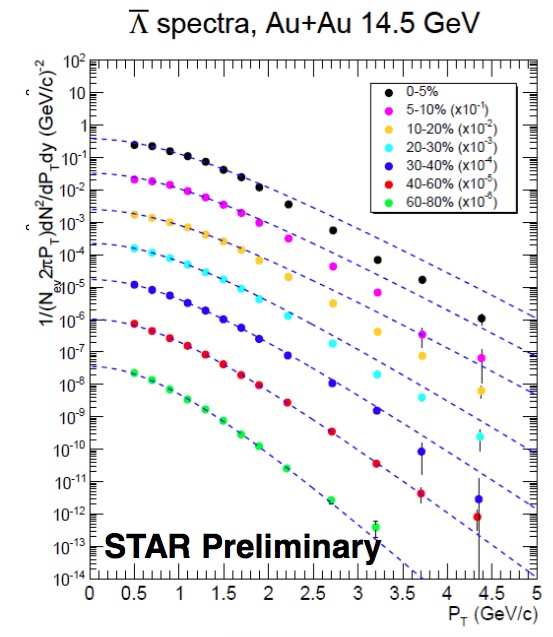 Λ̅ spectra, Au+Au 14.5 GeV
1/(N_ev 2πP_T)dN²/dP_T dy (GeV/c)⁻²
10²
10
1
10⁻¹
10⁻²
10⁻³
10⁻⁴
10⁻⁵
10⁻⁶
10⁻⁷
10⁻⁸
10⁻⁹
10⁻¹⁰
10⁻¹¹
10⁻¹²
10⁻¹³
10⁻¹⁴
0-5%
5-10% (x10⁻¹)
10-20% (x10⁻²)
20-30% (x10⁻³)
30-40% (x10⁻⁴)
40-60% (x10⁻⁵)
60-80% (x10⁻⁶)
STAR Preliminary
0 0.5 1 1.5 2 2.5 3 3.5 4 4.5 5
P_T (GeV/c)